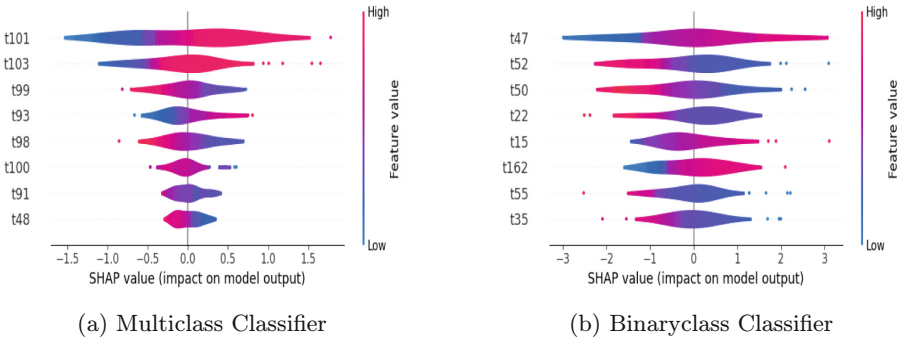 High
t101
t103
t99
t93
t98
t100
t91
t48
Feature value
Low
−1.5 −1.0 −0.5 0.0 0.5 1.0 1.5
SHAP value (impact on model output)
(a) Multiclass Classifier
High
t47
t52
t50
t22
t15
t162
t55
t35
Feature value
Low
−3 −2 −1 0 1 2 3
SHAP value (impact on model output)
(b) Binaryclass Classifier